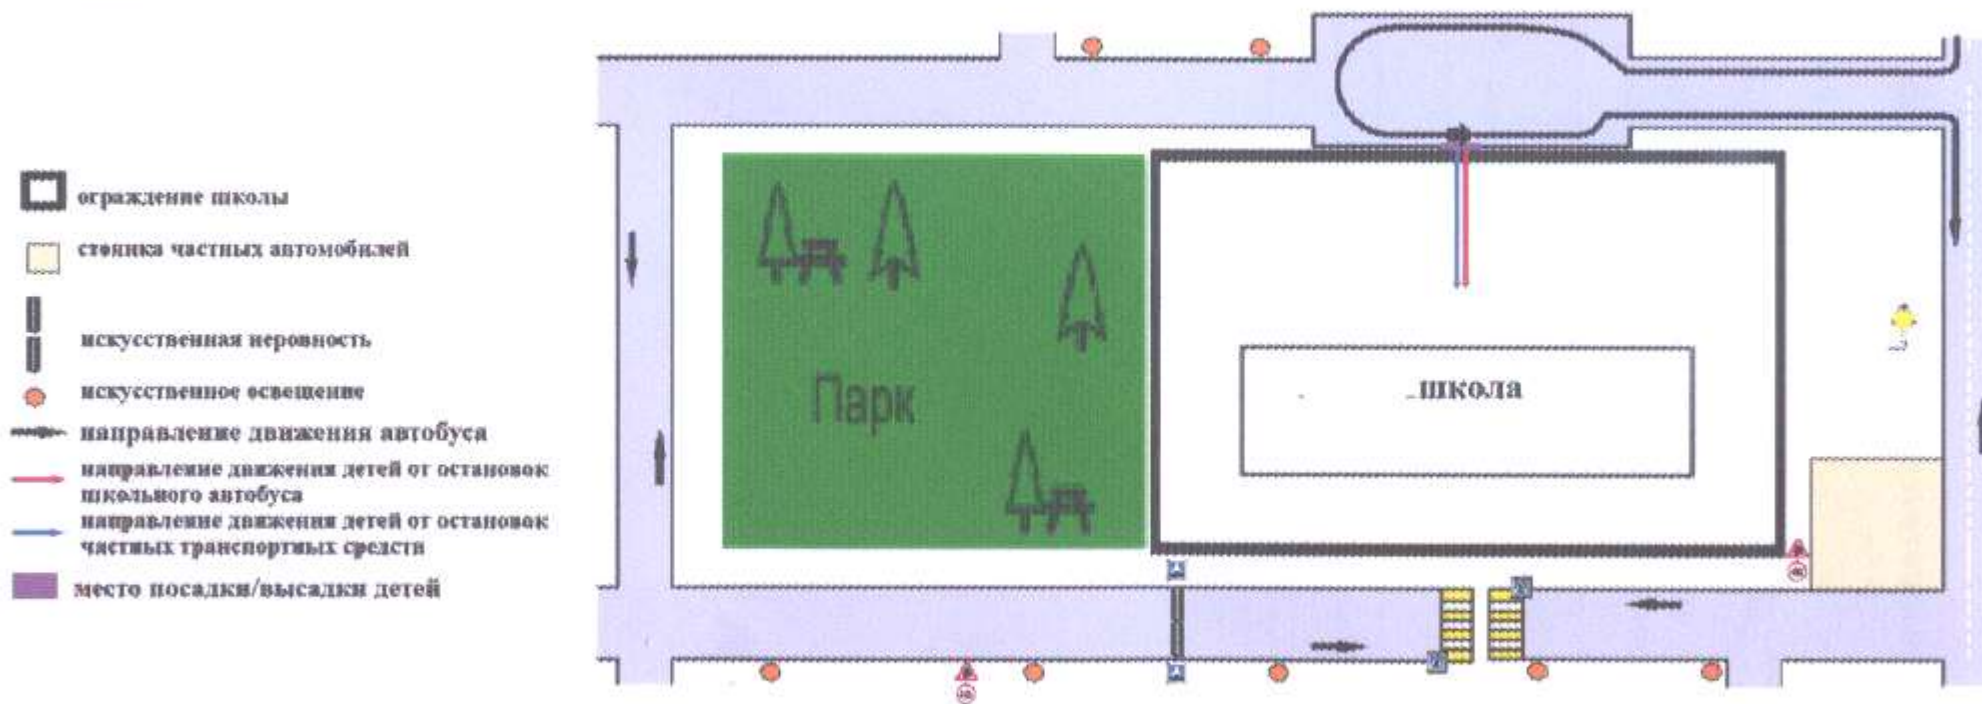 ограждение школы
стоянка частных автомобилей
искусственная неровность
искусственное освещение
направление движения автобуса
направление движения детей от остановок
школьного автобуса
направление движения детей от остановок
частных транспортных средств
место посадки/высадки детей
Парк
школа